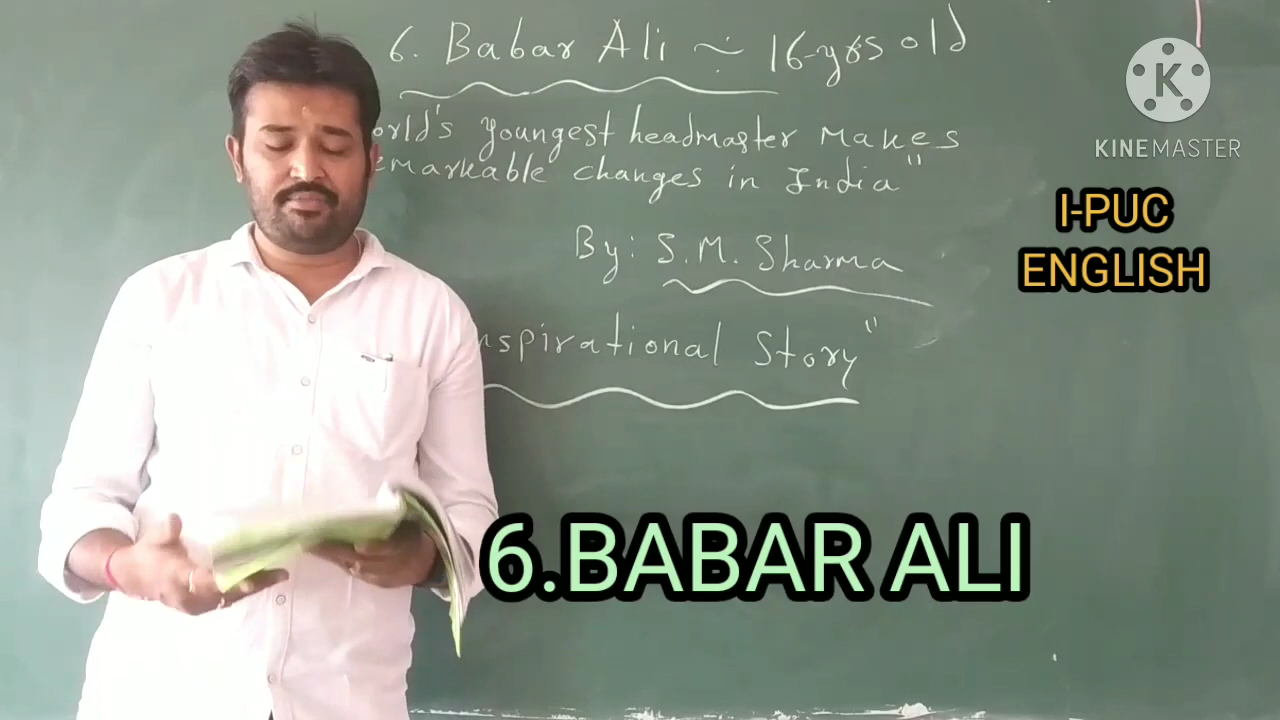 6. Babar Ali ~ 16-yrs old
orld's youngest headmaster makes
emarkable changes in India"
By: S.M. Sharma
nspirational Story"
KINEMASTER
I-PUC
ENGLISH
6.BABAR ALI